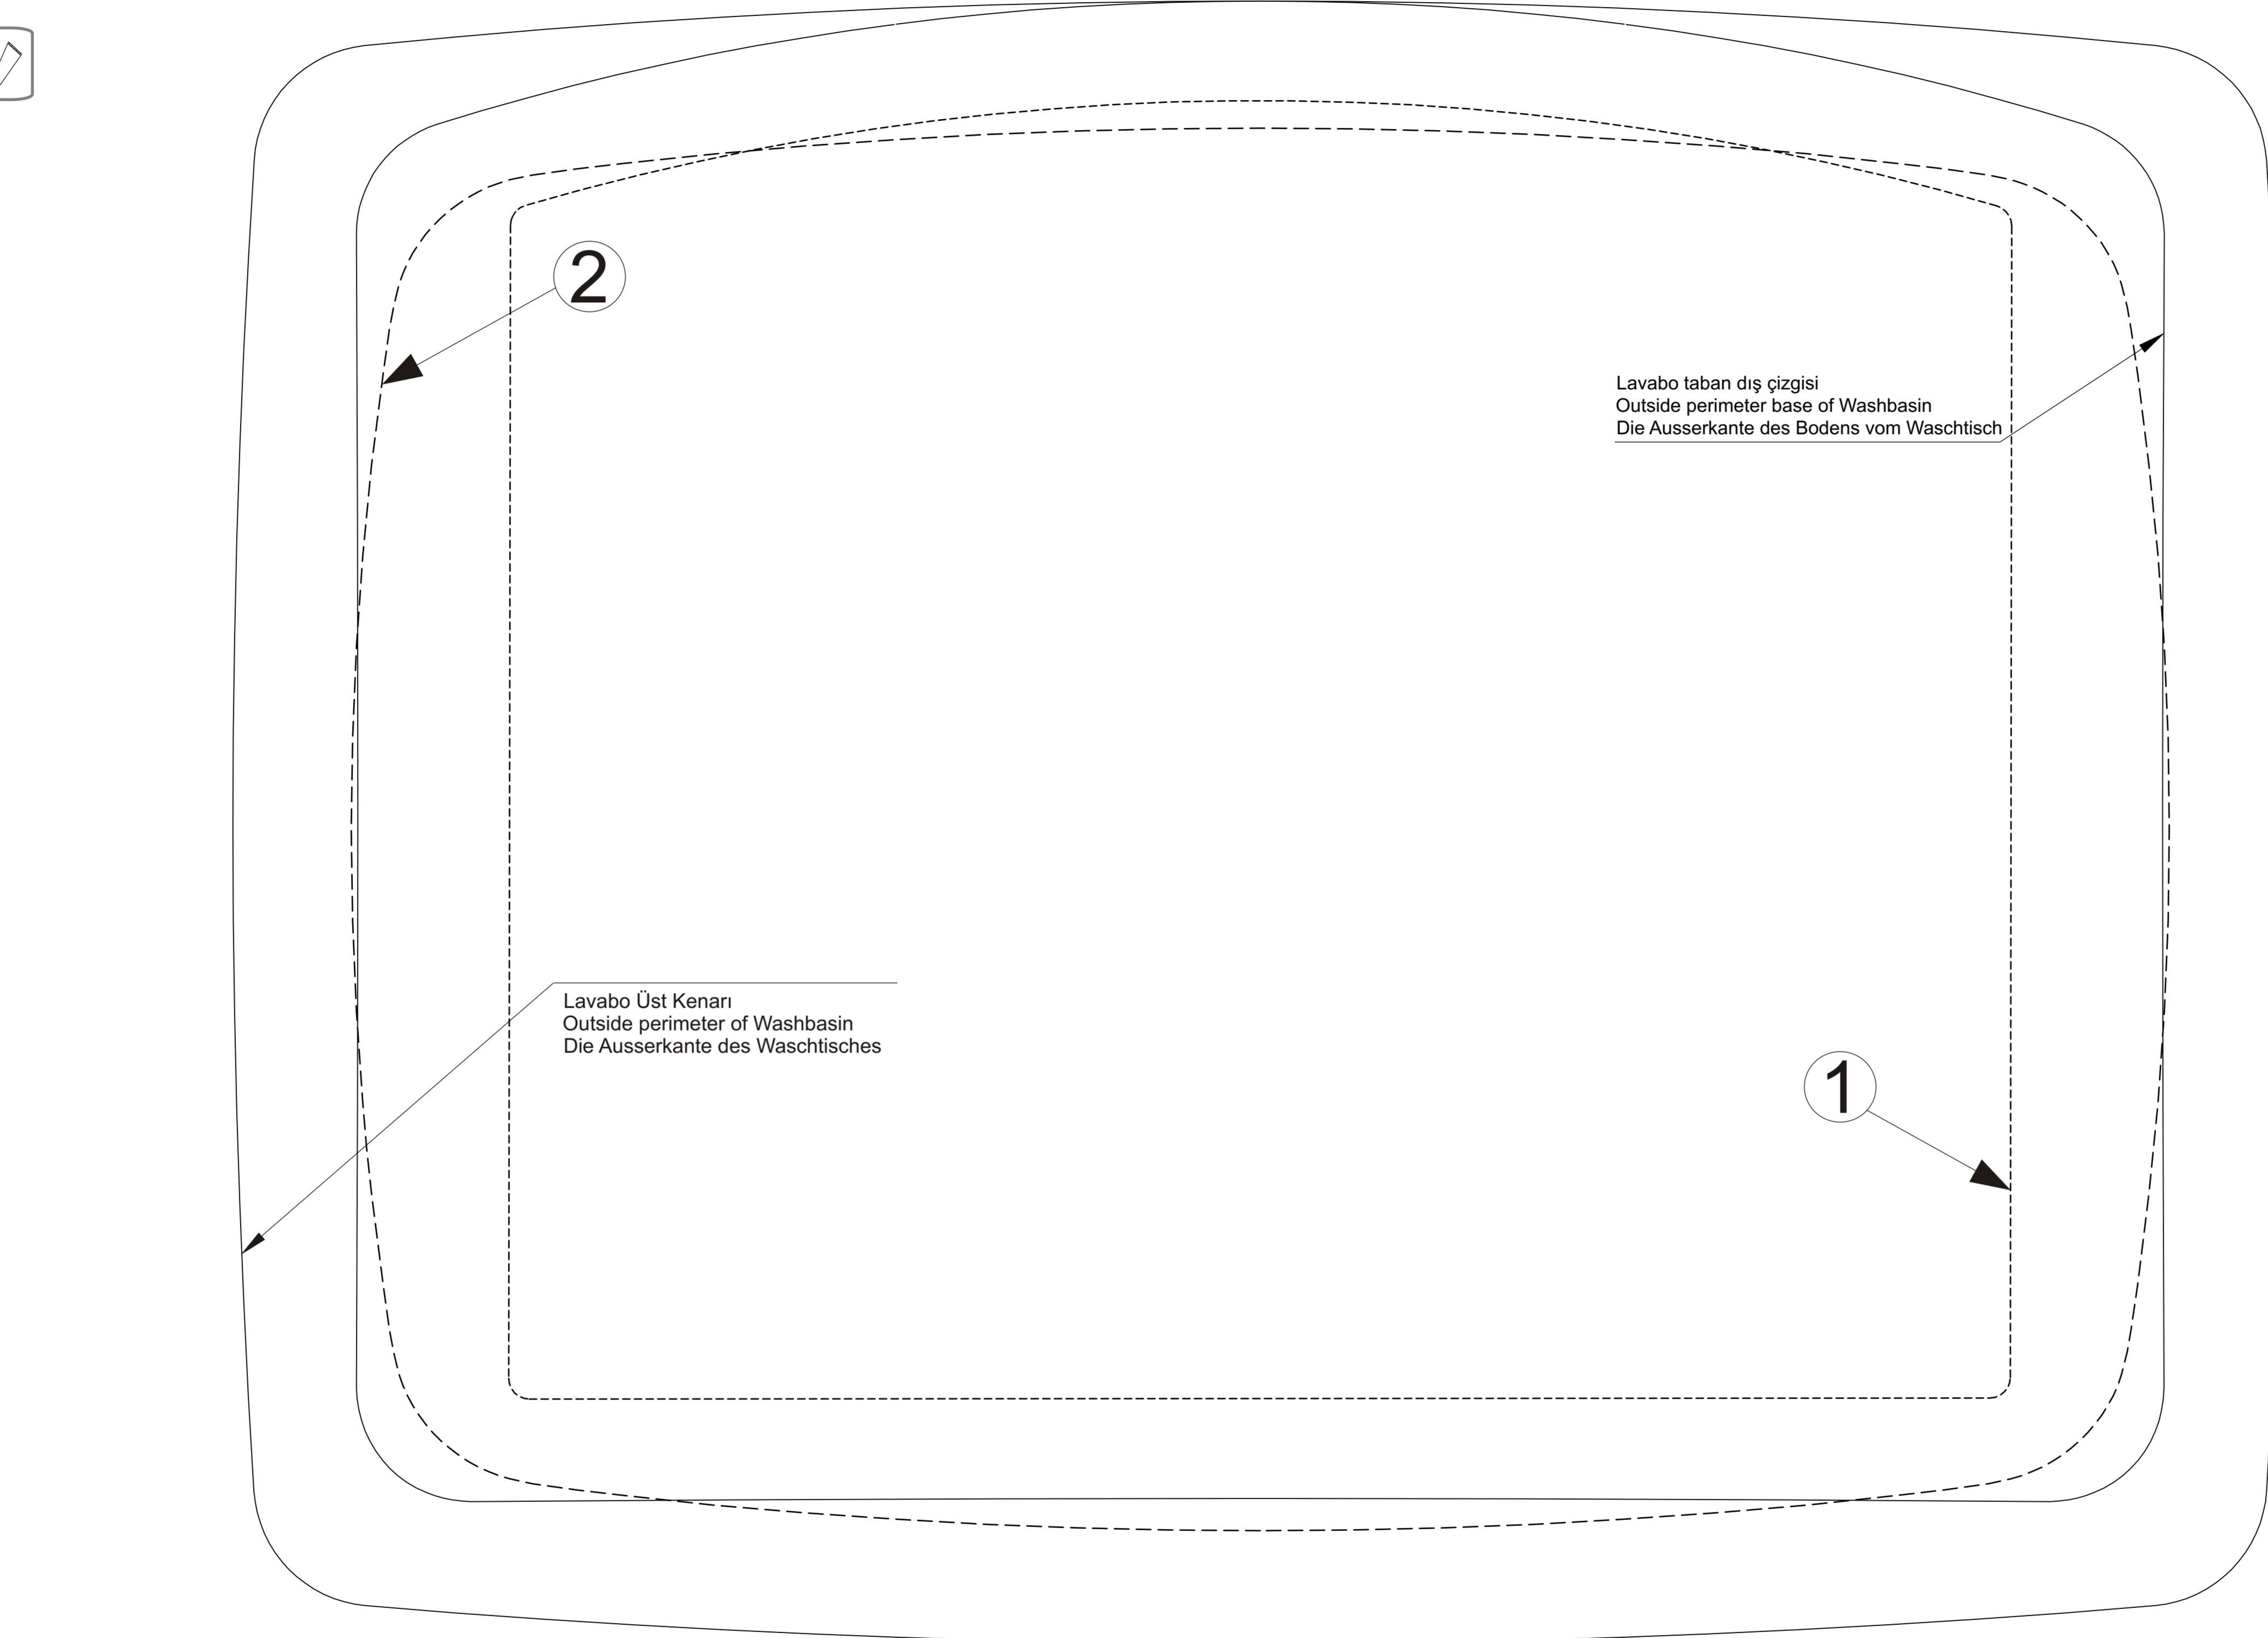 2
Lavabo taban dış çizgisi
Outside perimeter base of Washbasin
Die Ausserkante des Bodens vom Waschtisch
Lavabo Üst Kenarı
Outside perimeter of Washbasin
Die Ausserkante des Waschtisches
1